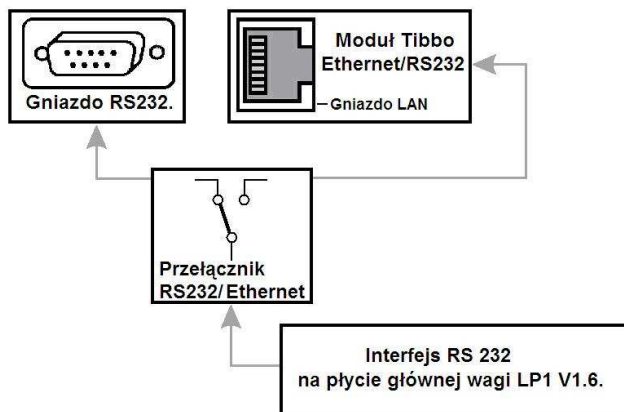 Gniazdo RS232.
Moduł Tibbo
Ethernet/RS232
Gniazdo LAN
Przełącznik
RS232/Ethernet
Interfejs RS 232
na płycie głównej wagi LP1 V1.6.